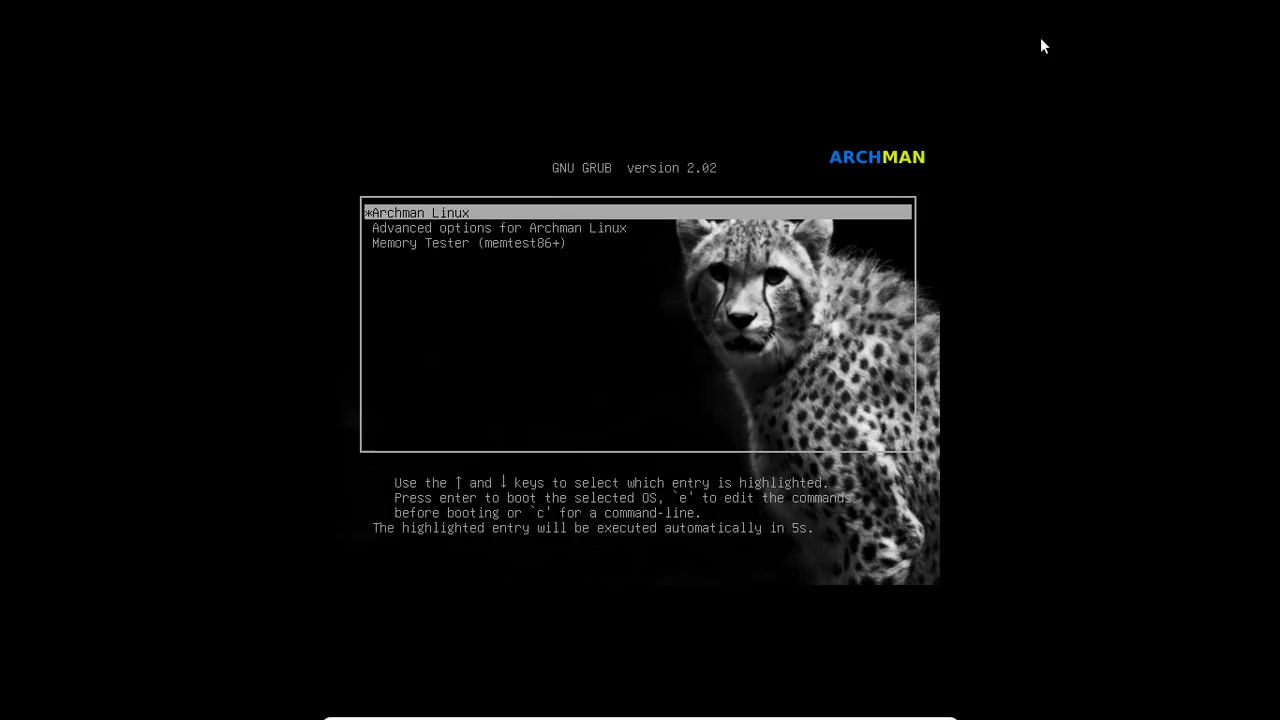 ARCHMAN
GNU GRUB  version 2.02
*Archman Linux
Advanced options for Archman Linux
Memory Tester (memtest86+)
Use the ↑ and ↓ keys to select which entry is highlighted.
Press enter to boot the selected OS, `e' to edit the commands
before booting or `c' for a command-line.
The highlighted entry will be executed automatically in 5s.